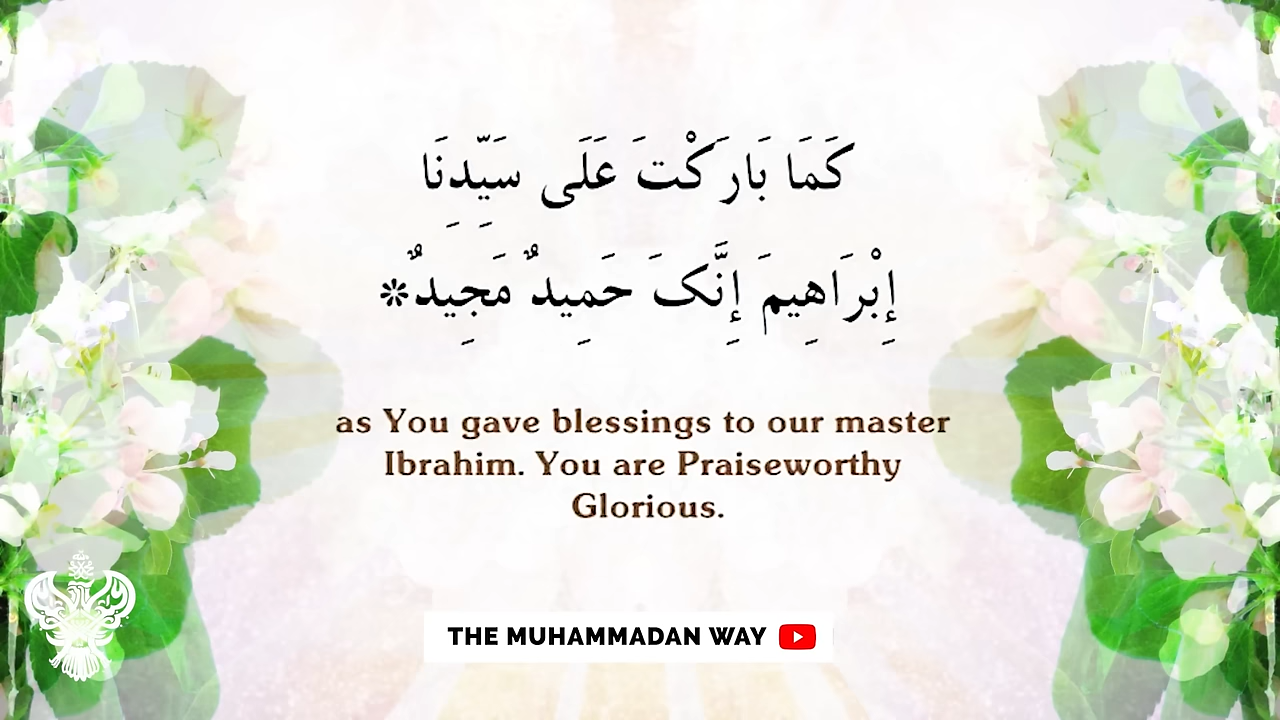 كَمَا بَارَكْتَ عَلَى سَيِّدِنَا
إِبْرَاهِيمَ إِنَّکَ حَمِيدٌ مَجِيدٌ*
as You gave blessings to our master
Ibrahim. You are Praiseworthy
Glorious.
THE MUHAMMADAN WAY